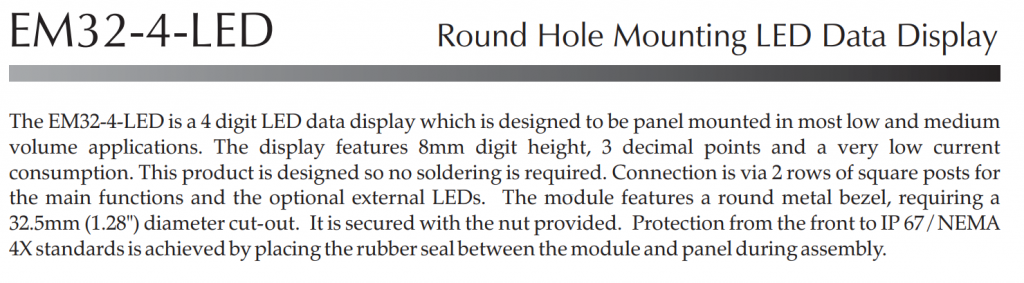 EM32-4-LED
Round Hole Mounting LED Data Display
The EM32-4-LED is a 4 digit LED data display which is designed to be panel mounted in most low and medium
volume applications. The display features 8mm digit height, 3 decimal points and a very low current
consumption. This product is designed so no soldering is required. Connection is via 2 rows of square posts for
the main functions and the optional external LEDs. The module features a round metal bezel, requiring a
32.5mm (1.28") diameter cut-out. It is secured with the nut provided. Protection from the front to IP 67/NEMA
4X standards is achieved by placing the rubber seal between the module and panel during assembly.